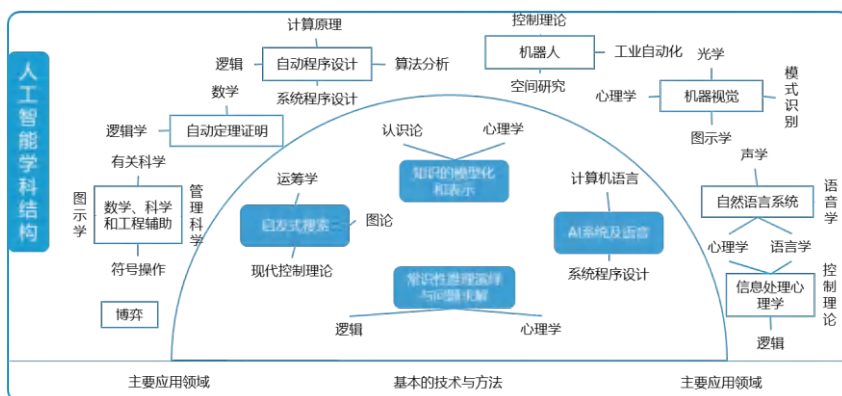 人工智能学科结构
计算原理
逻辑
自动程序设计
算法分析
系统程序设计
数学
逻辑学
自动定理证明
有关科学
图示学
数学、科学
和工程辅助
管理科学
符号操作
博弈
控制理论
机器人
工业自动化
空间研究
光学
心理学
机器视觉
模式识别
图示学
声学
自然语言系统
语音学
心理学
语言学
信息处理心
理学
控制理论
逻辑
认识论
心理学
知识的模型化
和表示
运筹学
启发式搜索
图论
现代控制理论
计算机语言
AI系统及语言
系统程序设计
常识性推理演绎
与问题求解
逻辑
心理学
主要应用领域
基本的技术与方法
主要应用领域